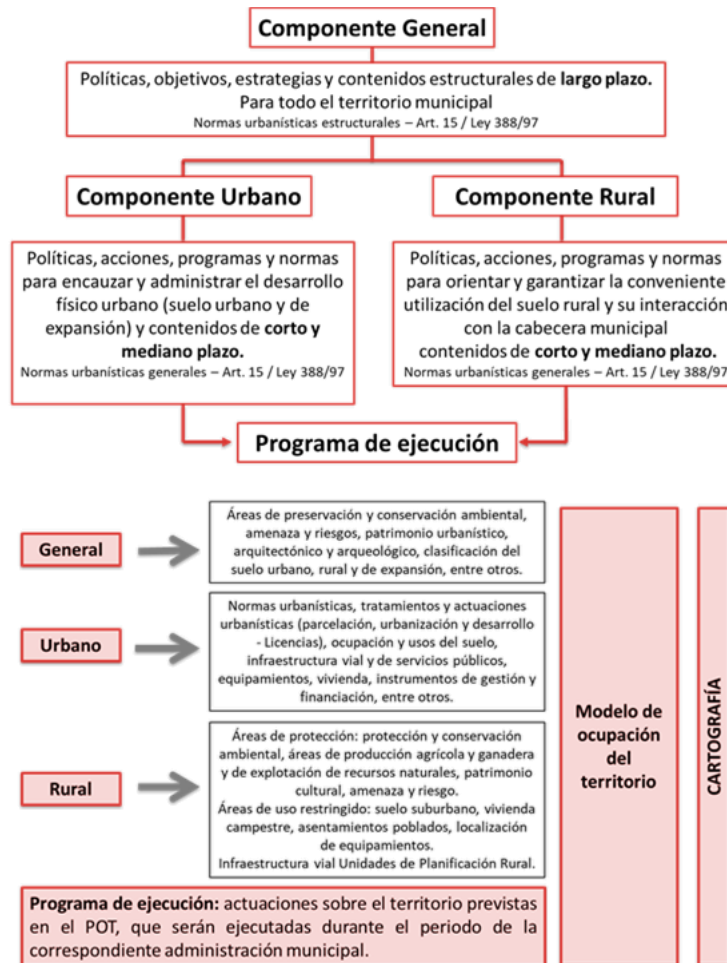 Componente General
Políticas, objetivos, estrategias y contenidos estructurales de largo plazo.
Para todo el territorio municipal
Normas urbanísticas estructurales – Art. 15 / Ley 388/97
Componente Urbano
Políticas, acciones, programas y normas
para encauzar y administrar el desarrollo
físico urbano (suelo urbano y de
expansión) y contenidos de corto y
mediano plazo.
Normas urbanísticas generales – Art. 15 / Ley 388/97
Componente Rural
Políticas, acciones, programas y normas
para orientar y garantizar la conveniente
utilización del suelo rural y su interacción
con la cabecera municipal
contenidos de corto y mediano plazo.
Normas urbanísticas generales – Art. 15 / Ley 388/97
Programa de ejecución
General
Áreas de preservación y conservación ambiental,
amenaza y riesgos, patrimonio urbanístico,
arquitectónico y arqueológico, clasificación del
suelo urbano, rural y de expansión, entre otros.
Urbano
Normas urbanísticas, tratamientos y actuaciones
urbanísticas (parcelación, urbanización y desarrollo
- Licencias), ocupación y usos del suelo,
infraestructura vial y de servicios públicos,
equipamientos, vivienda, instrumentos de gestión y
financiación, entre otros.
Rural
Áreas de protección: protección y conservación
ambiental, áreas de producción agrícola y ganadera
y de explotación de recursos naturales, patrimonio
cultural, amenaza y riesgo.
Áreas de uso restringido: suelo suburbano, vivienda
campestre, asentamientos poblados, localización
de equipamientos.
Infraestructura vial Unidades de Planificación Rural.
Programa de ejecución: actuaciones sobre el territorio previstas
en el POT, que serán ejecutadas durante el periodo de la
correspondiente administración municipal.
Modelo de
ocupación
del
territorio
CARTOGRAFÍA